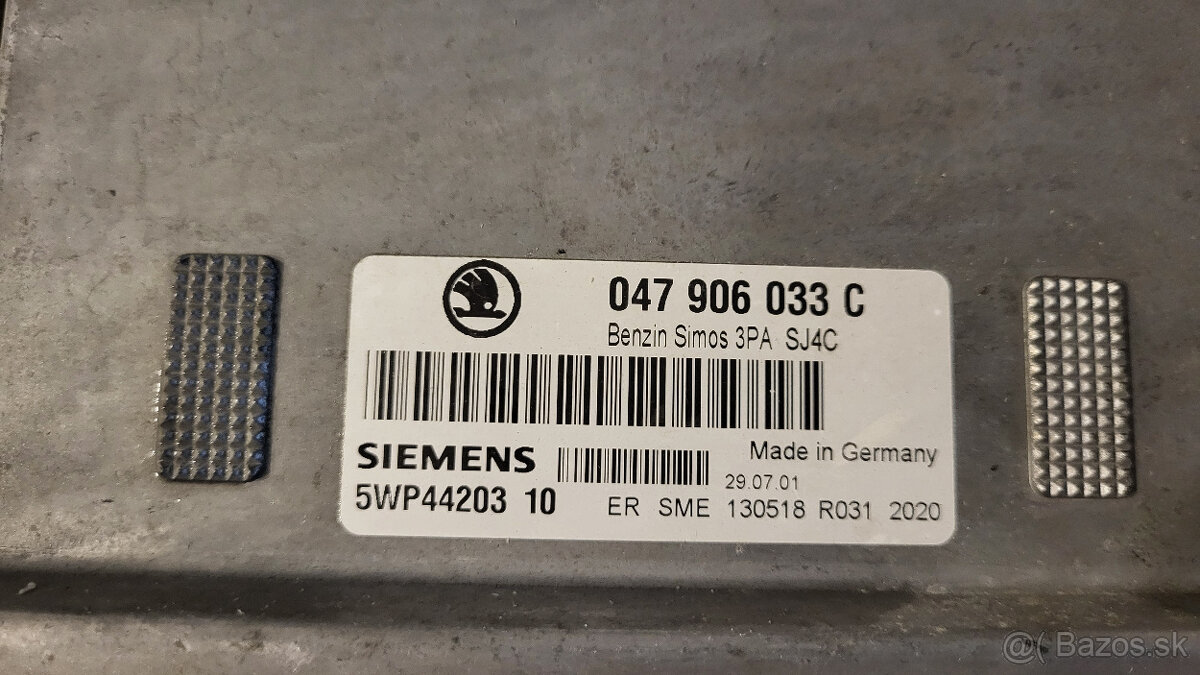 047 906 033 C
Benzin Simos 3PA SJ4C
SIEMENS
Made in Germany
29.07.01
5WP44203 10
ER SME 130518 R031 2020
@( Bazos.sk